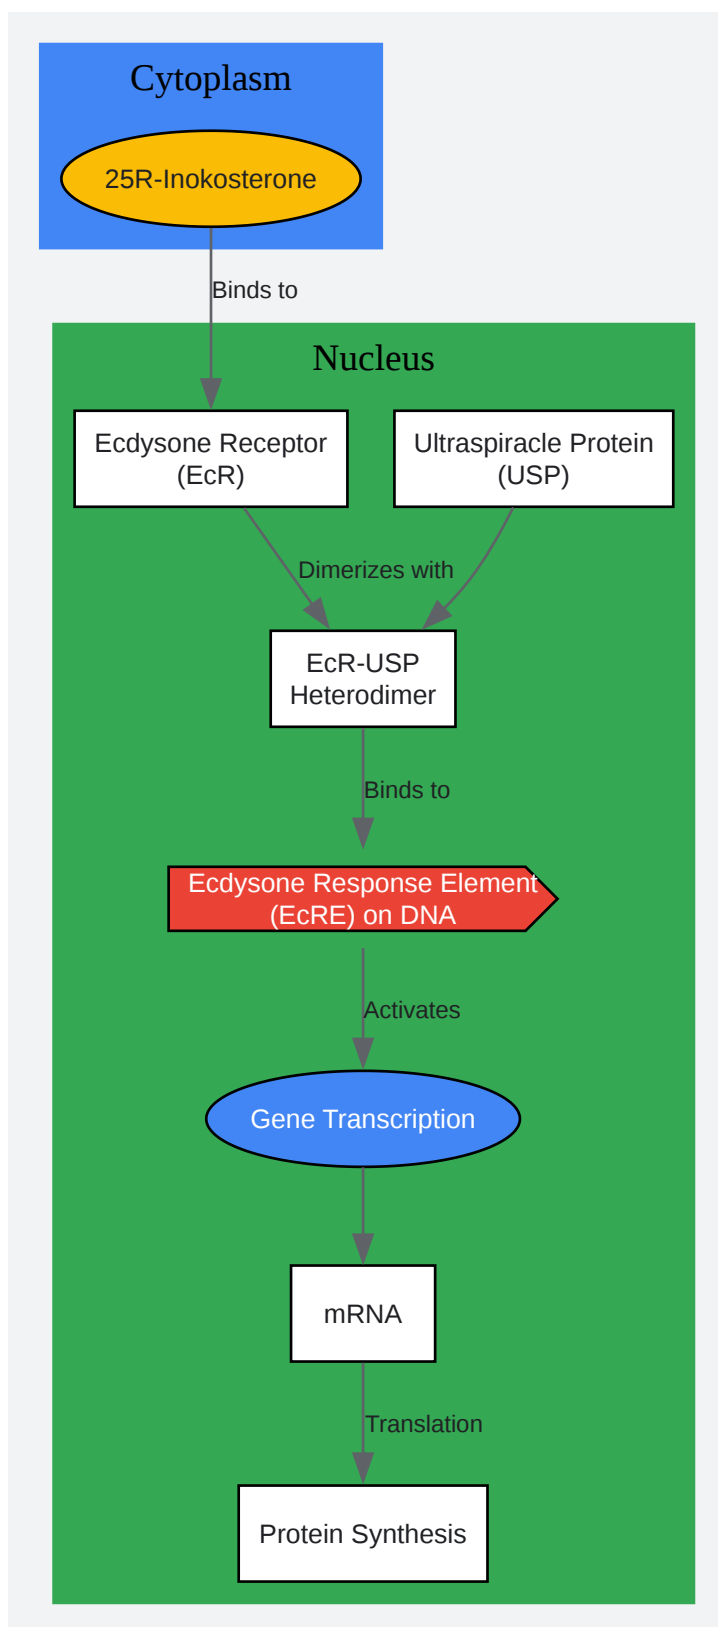 Cytoplasm
25R-Inokosterone
Binds to
Nucleus
Ecdysone Receptor
(EcR)
Ultraspiracle Protein
(USP)
Dimerizes with
EcR-USP
Heterodimer
Binds to
Ecdysone Response Element
(EcRE) on DNA
Activates
Gene Transcription
mRNA
Translation
Protein Synthesis